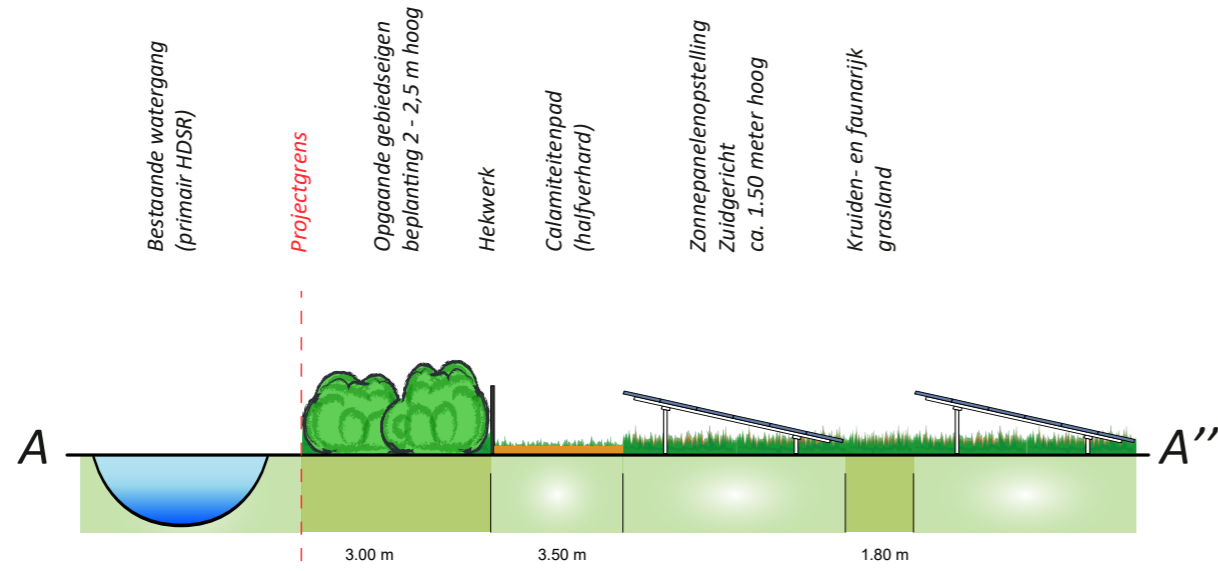 Bestaande watergang
(primair HDSR)
Projectgrens
Opgaande gebiedseigen
beplanting 2 - 2,5 m hoog
Hekwerk
Calamiteitenpad
(halfverhard)
Zonnepanelenopstelling
Zuidgericht
ca. 1.50 meter hoog
Kruiden- en faunarijk
grasland
A
A’’
3.00 m
3.50 m
1.80 m